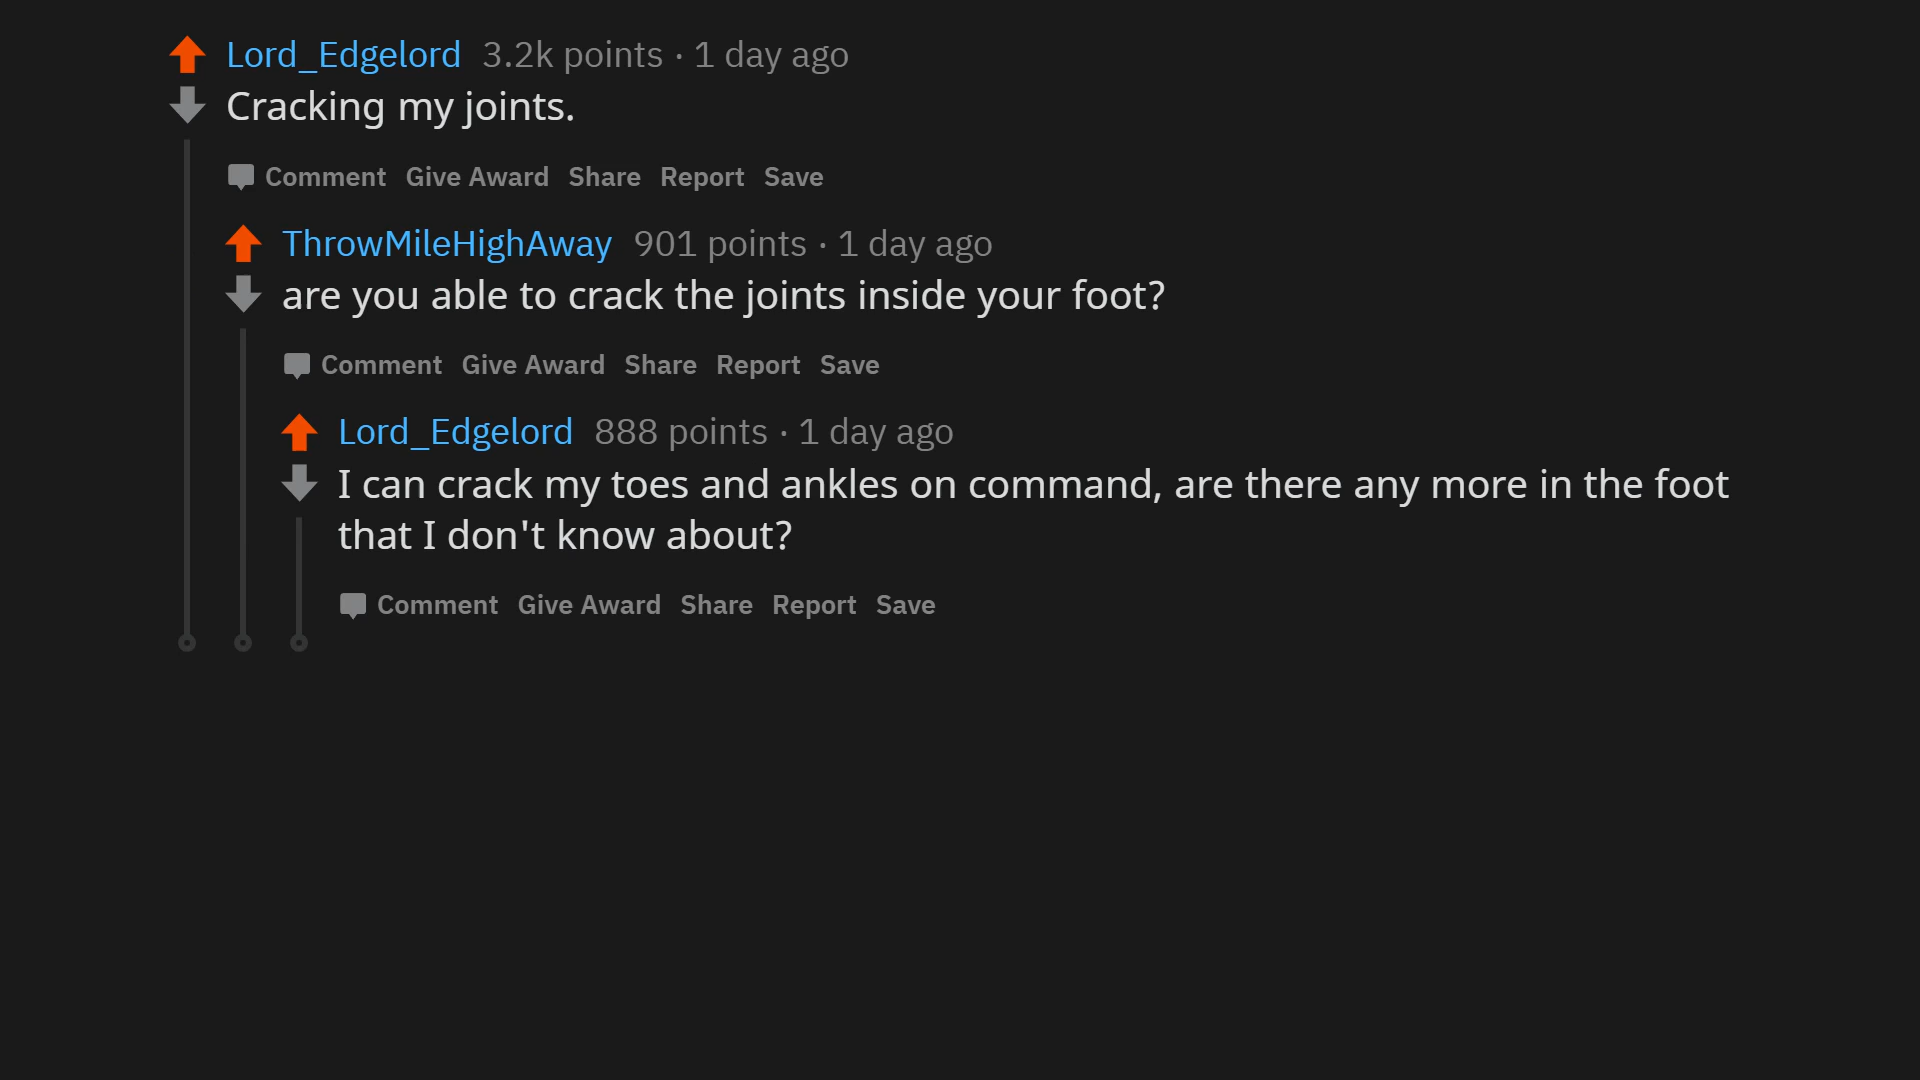 Lord_Edgelord 3.2k points · 1 day ago
Cracking my joints.
Comment Give Award Share Report Save
ThrowMileHighAway 901 points · 1 day ago
are you able to crack the joints inside your foot?
Comment Give Award Share Report Save
Lord_Edgelord 888 points · 1 day ago
I can crack my toes and ankles on command, are there any more in the foot
that I don't know about?
Comment Give Award Share Report Save